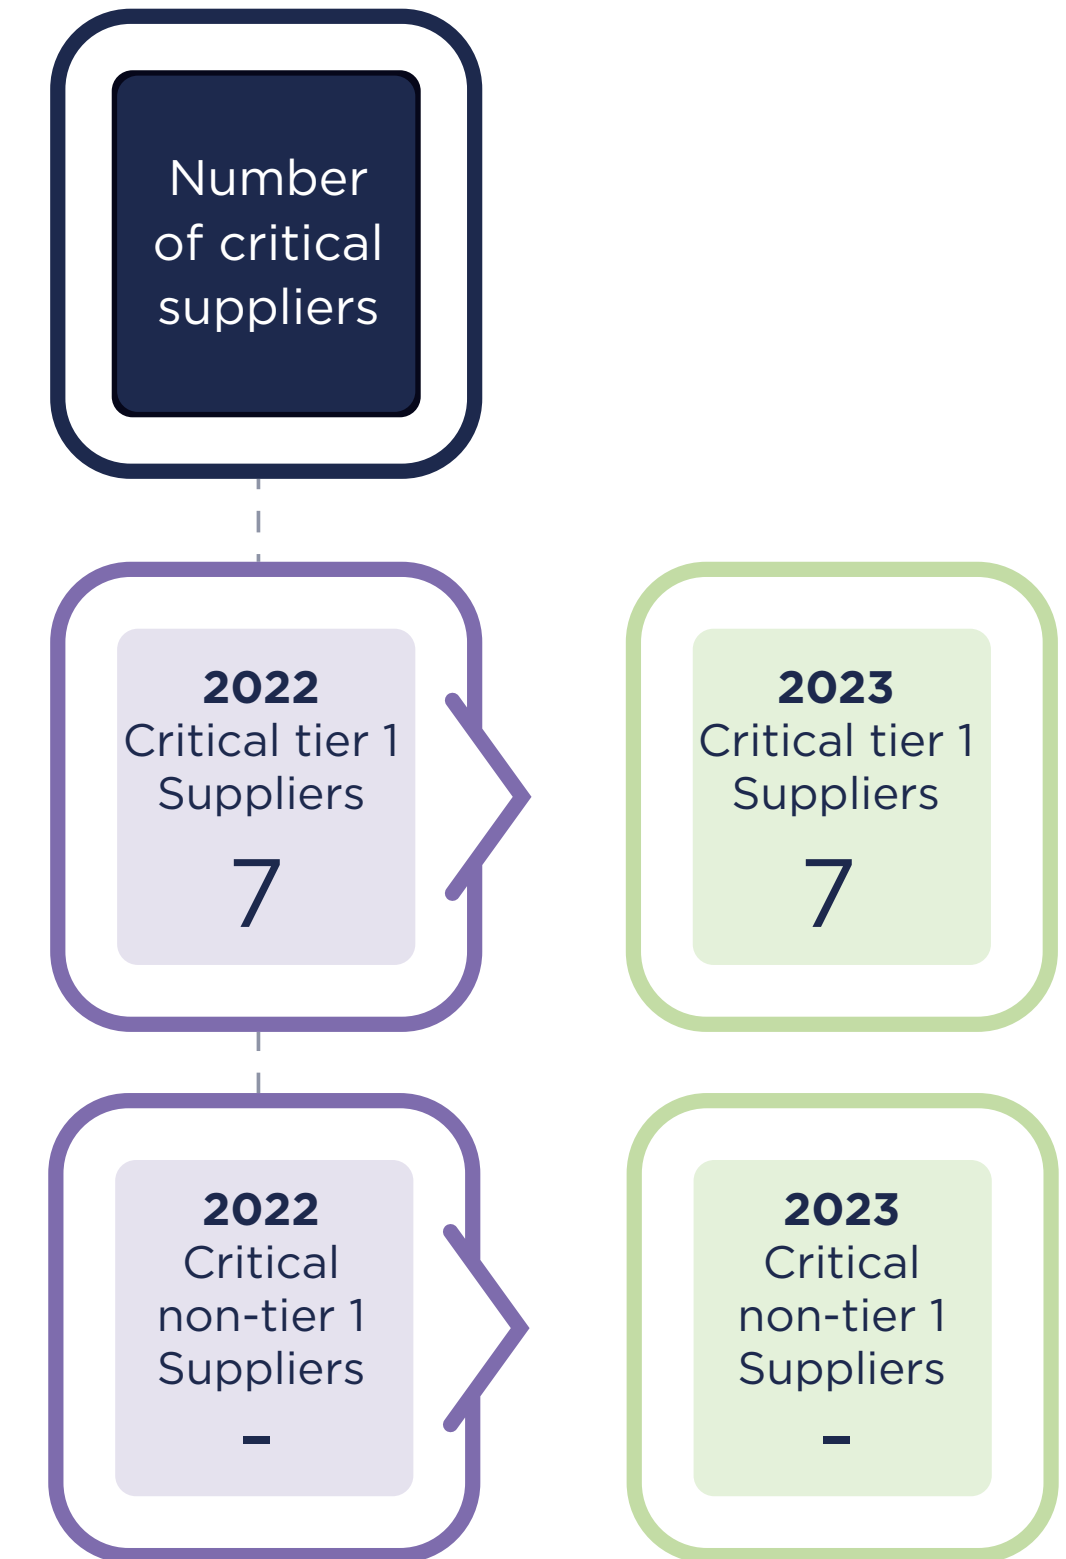 Number
of critical
suppliers
2022
Critical tier 1
Suppliers
7
2023
Critical tier 1
Suppliers
7
2022
Critical
non-tier 1
Suppliers
-
2023
Critical
non-tier 1
Suppliers
-